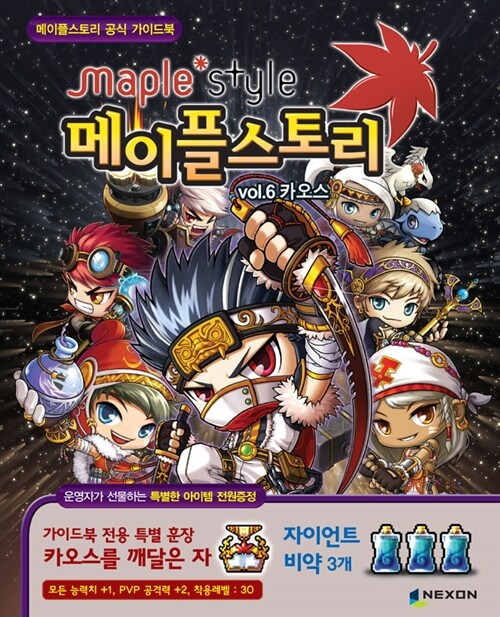 메이플스토리 공식 가이드북
maple*style
메이플스토리
vol.6 카오스
운영자가 선물하는 특별한 아이템 전원증정
가이드북 전용 특별 훈장
카오스를 깨달은 자
모든 능력치 +1, PVP 공격력 +2, 착용레벨 : 30
자이언트
비약 3개
NEXON